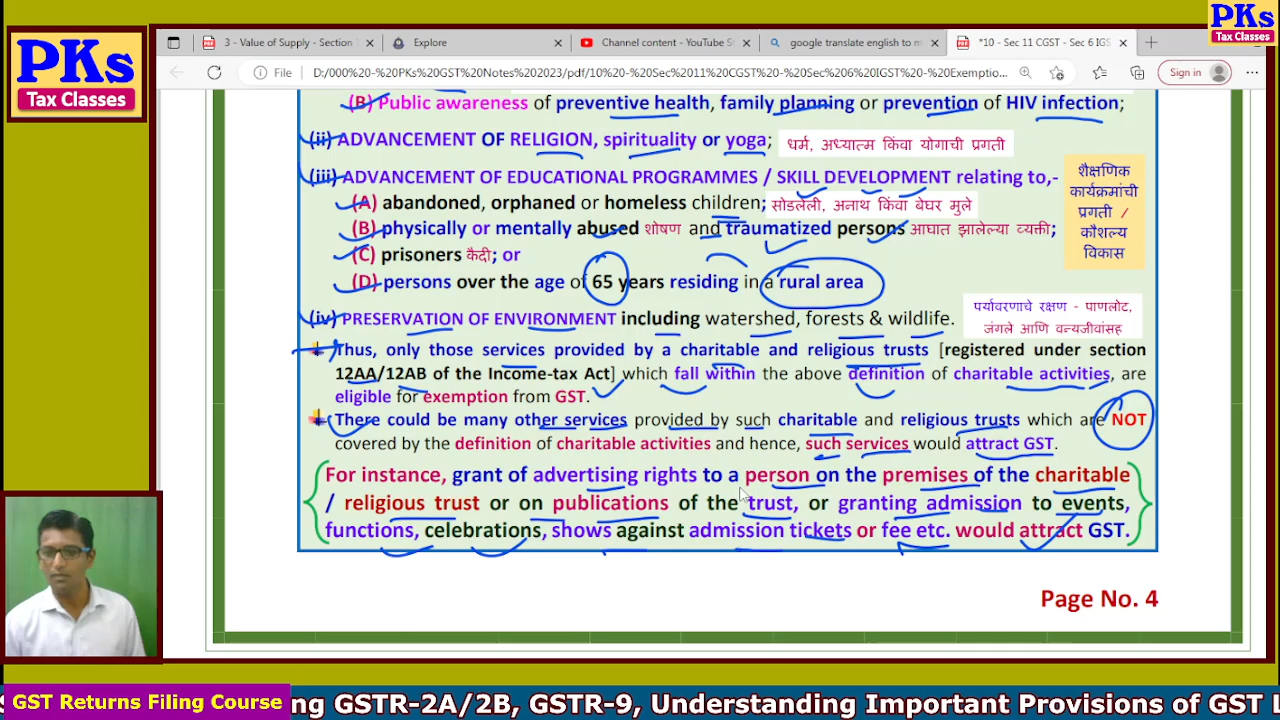 PKs
Tax Classes
3 - Value of Supply - Section
Explore
Channel content - YouTube S
google translate english to m
*10 - Sec 11 CGST - Sec 6 IGS
PKs
Tax Classes
File
D:/000%20-%20PKs%20GST%20Notes%202023/pdf/10%20-%20Sec%2011%20CGST%20-%20Sec%206%20IGST%20-%20Exemptio...
Sign in
(B) Public awareness of preventive health, family planning or prevention of HIV infection;
(ii) ADVANCEMENT OF RELIGION, spirituality or yoga; धर्म, अध्यात्म किंवा योगाची प्रगती
(iii) ADVANCEMENT OF EDUCATIONAL PROGRAMMES / SKILL DEVELOPMENT relating to,-
(A) abandoned, orphaned or homeless children; सोडलेली, अनाथ किंवा बेघर मुले
(B) physically or mentally abused शोषण and traumatized persons आघात झालेल्या व्यक्ती;
(C) prisoners कैदी; or
(D) persons over the age of 65 years residing in a rural area
शैक्षणिक
कार्यक्रमांची
प्रगती /
कौशल्य
विकास
(iv) PRESERVATION OF ENVIRONMENT including watershed, forests & wildlife.
पर्यावरणाचे रक्षण - पाणलोट,
जंगले आणि वन्यजीवांसह
Thus, only those services provided by a charitable and religious trusts [registered under section
12AA/12AB of the Income-tax Act] which fall within the above definition of charitable activities, are
eligible for exemption from GST.
There could be many other services provided by such charitable and religious trusts which are NOT
covered by the definition of charitable activities and hence, such services would attract GST.
For instance, grant of advertising rights to a person on the premises of the charitable
/ religious trust or on publications of the trust, or granting admission to events,
functions, celebrations, shows against admission tickets or fee etc. would attract GST.
Page No. 4
GST Returns Filing Course
ng GSTR-2A/2B, GSTR-9, Understanding Important Provisions of GST L